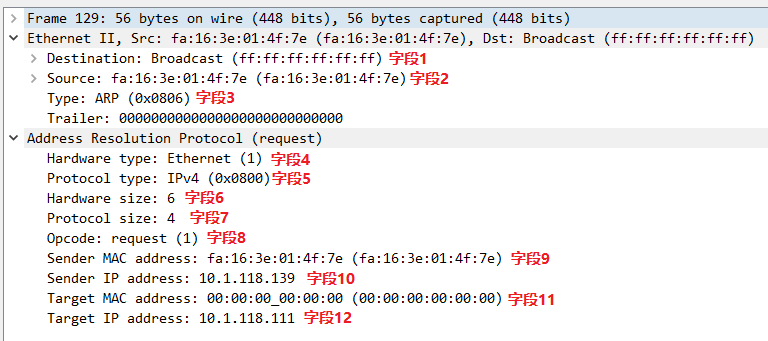 Frame 129: 56 bytes on wire (448 bits), 56 bytes captured (448 bits)
Ethernet II, Src: fa:16:3e:01:4f:7e (fa:16:3e:01:4f:7e), Dst: Broadcast (ff:ff:ff:ff:ff:ff)
Destination: Broadcast (ff:ff:ff:ff:ff:ff) 字段1
Source: fa:16:3e:01:4f:7e (fa:16:3e:01:4f:7e) 字段2
Type: ARP (0x0806) 字段3
Trailer: 0000000000000000000000000000
Address Resolution Protocol (request)
Hardware type: Ethernet (1) 字段4
Protocol type: IPv4 (0x0800) 字段5
Hardware size: 6 字段6
Protocol size: 4 字段7
Opcode: request (1) 字段8
Sender MAC address: fa:16:3e:01:4f:7e (fa:16:3e:01:4f:7e) 字段9
Sender IP address: 10.1.118.139 字段10
Target MAC address: 00:00:00_00:00:00 (00:00:00:00:00:00) 字段11
Target IP address: 10.1.118.111 字段12